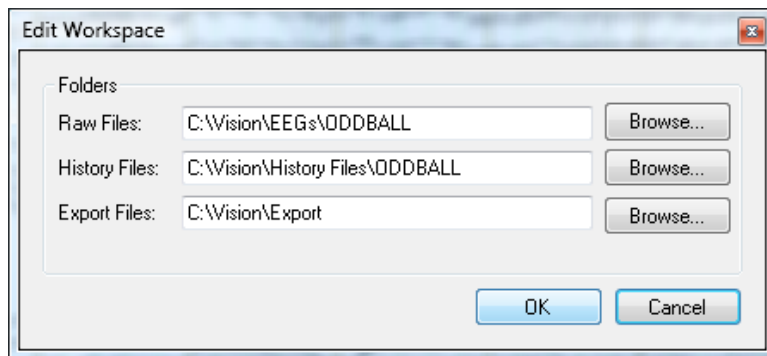 Edit Workspace
Folders
Raw Files: C:\Vision\EEGs\ODDBALL Browse...
History Files: C:\Vision\History Files\ODDBALL Browse...
Export Files: C:\Vision\Export Browse...
OK Cancel